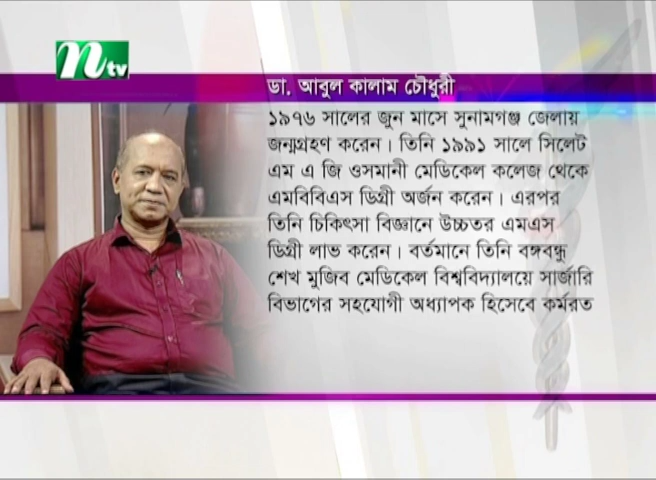 ntv
ডা. আবুল কালাম চৌধুরী
১৯৭৬ সালের জুন মাসে সুনামগঞ্জ জেলায়
জন্মগ্রহণ করেন। তিনি ১৯৯১ সালে সিলেট
এম এ জি ওসমানী মেডিকেল কলেজ থেকে
এমবিবিএস ডিগ্রী অর্জন করেন। এরপর
তিনি চিকিৎসা বিজ্ঞানে উচ্চতর এমএস
ডিগ্রী লাভ করেন। বর্তমানে তিনি বঙ্গবন্ধু
শেখ মুজিব মেডিকেল বিশ্ববিদ্যালয়ে সার্জারি
বিভাগের সহযোগী অধ্যাপক হিসেবে কর্মরত